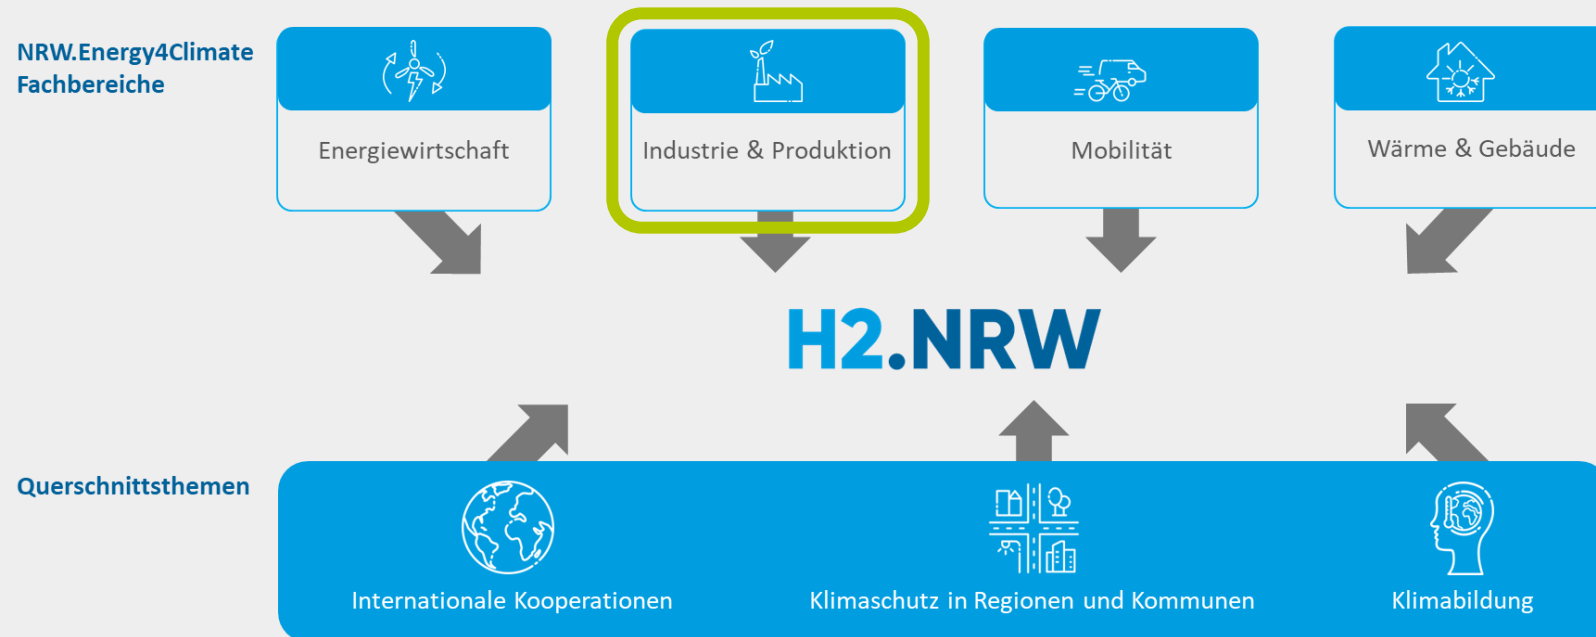 NRW.Energy4Climate
Fachbereiche
Energiewirtschaft
Industrie & Produktion
Mobilität
Wärme & Gebäude
H2.NRW
Querschnittsthemen
Internationale Kooperationen
Klimaschutz in Regionen und Kommunen
Klimabildung